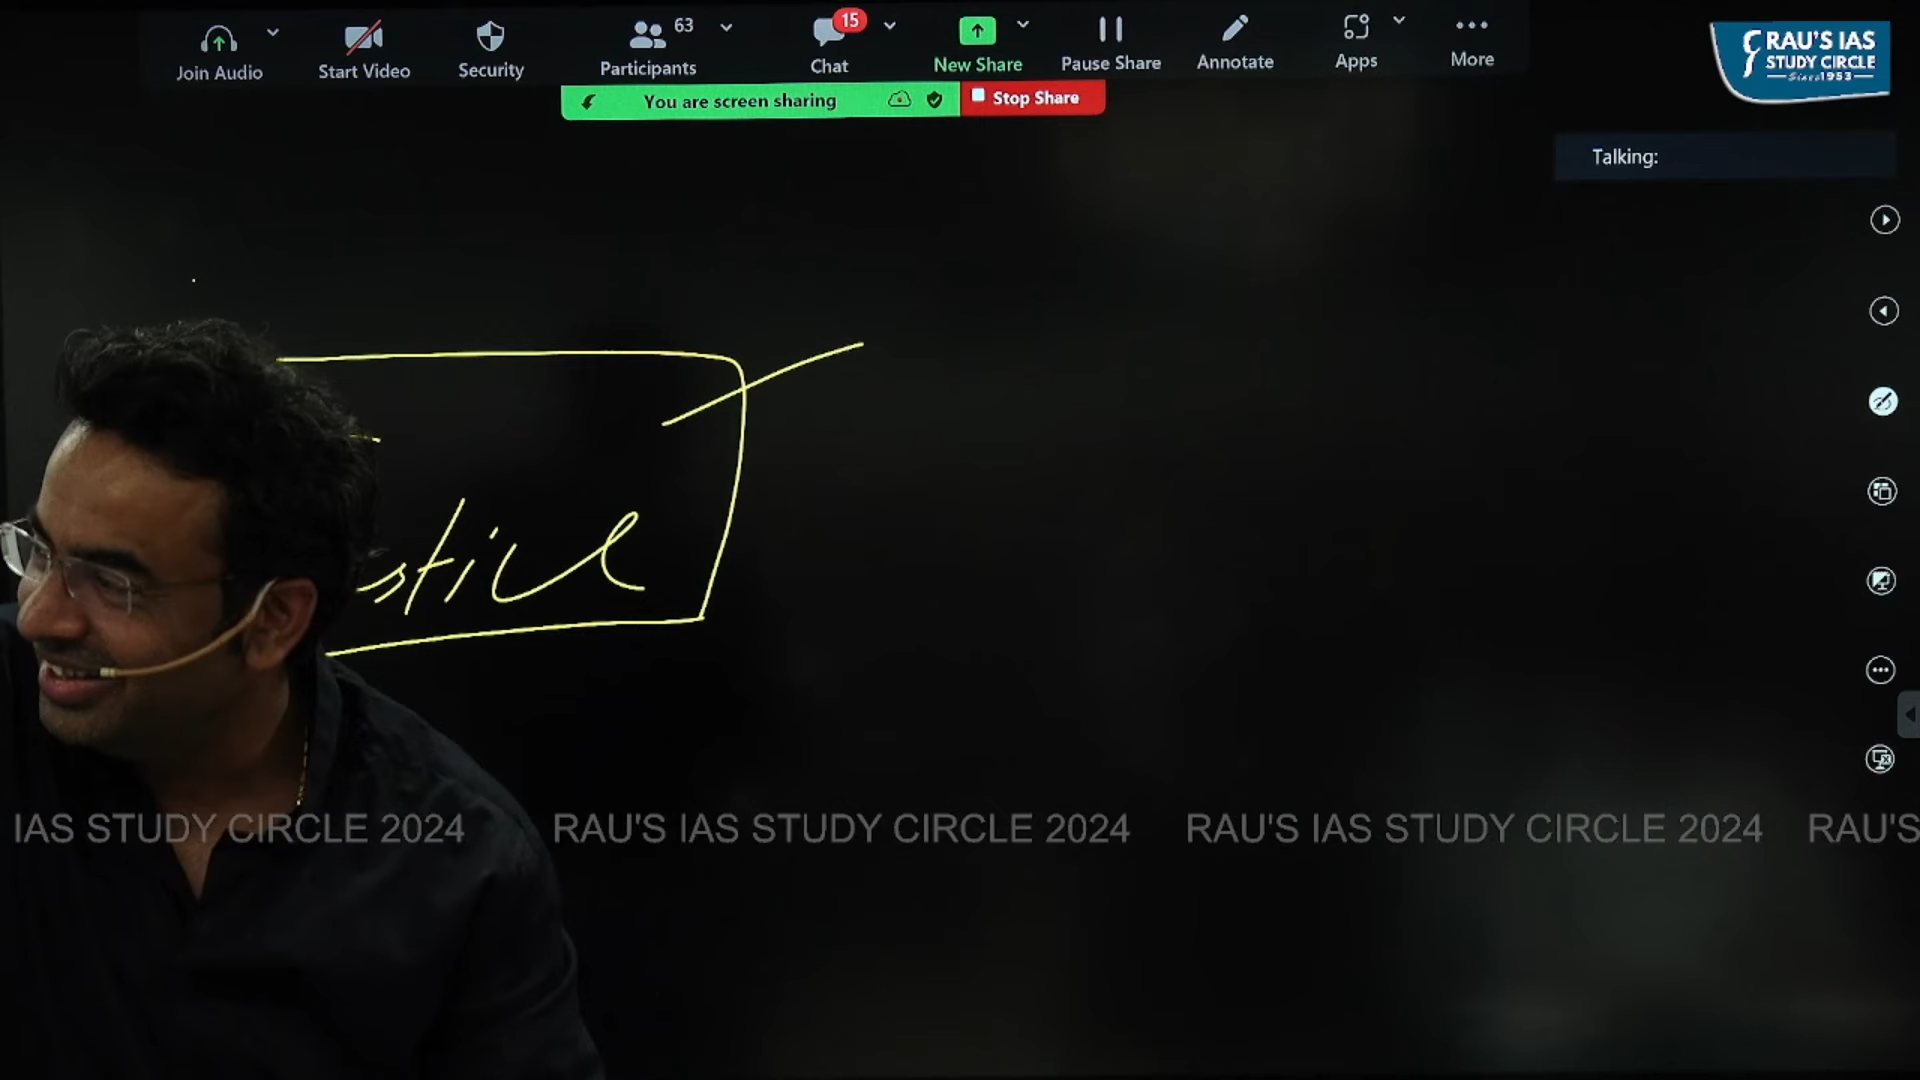 63
15
Join Audio
Start Video
Security
Participants
Chat
New Share
Pause Share
Annotate
Apps
More
You are screen sharing
Stop Share
RAU'S IAS
STUDY CIRCLE
Since 1953
Talking:
stice
IAS STUDY CIRCLE 2024 RAU'S IAS STUDY CIRCLE 2024 RAU'S IAS STUDY CIRCLE 2024 RAU'S